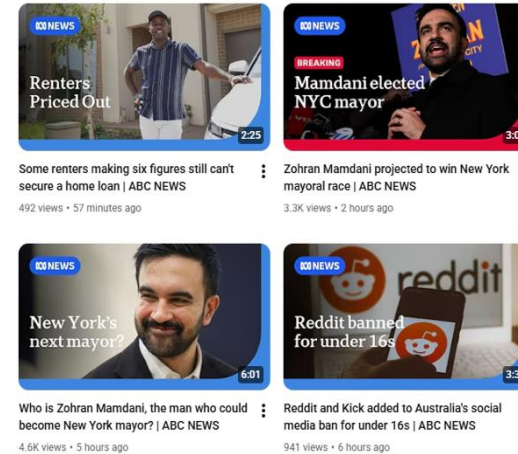 NEWS
Renters
Priced Out
2:25
Some renters making six figures still can't
secure a home loan | ABC NEWS
492 views • 57 minutes ago
NEWS
BREAKING
Mamdani elected
NYC mayor
CITY
Zohran Mamdani projected to win New York
mayoral race | ABC NEWS
3.3K views • 2 hours ago
NEWS
New York's
next mayor?
6:01
Who is Zohran Mamdani, the man who could
become New York mayor? | ABC NEWS
4.6K views • 5 hours ago
NEWS
reddit
Reddit banned
for under 16s
Reddit and Kick added to Australia's social
media ban for under 16s | ABC NEWS
941 views • 6 hours ago